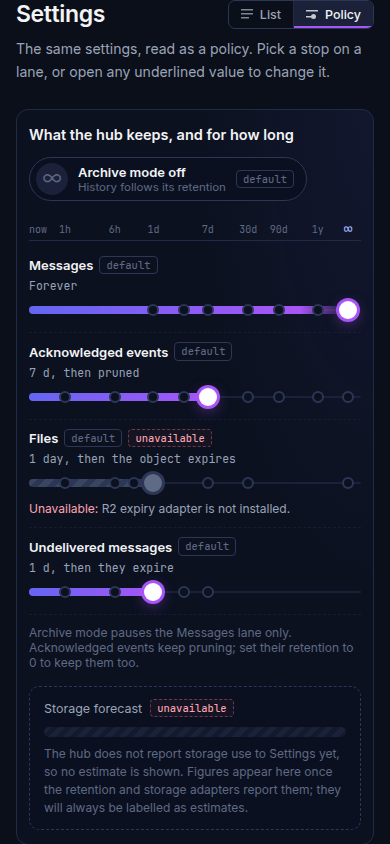 Settings
List
Policy
The same settings, read as a policy. Pick a stop on a
lane, or open any underlined value to change it.
What the hub keeps, and for how long
∞
Archive mode off
History follows its retention
default
now 1h 6h 1d 7d 30d 90d 1y ∞
Messages default
Forever
Acknowledged events default
7 d, then pruned
Files default unavailable
1 day, then the object expires
Unavailable: R2 expiry adapter is not installed.
Undelivered messages default
1 d, then they expire
Archive mode pauses the Messages lane only.
Acknowledged events keep pruning; set their retention to
0 to keep them too.
Storage forecast unavailable
The hub does not report storage use to Settings yet,
so no estimate is shown. Figures appear here once
the retention and storage adapters report them; they
will always be labelled as estimates.